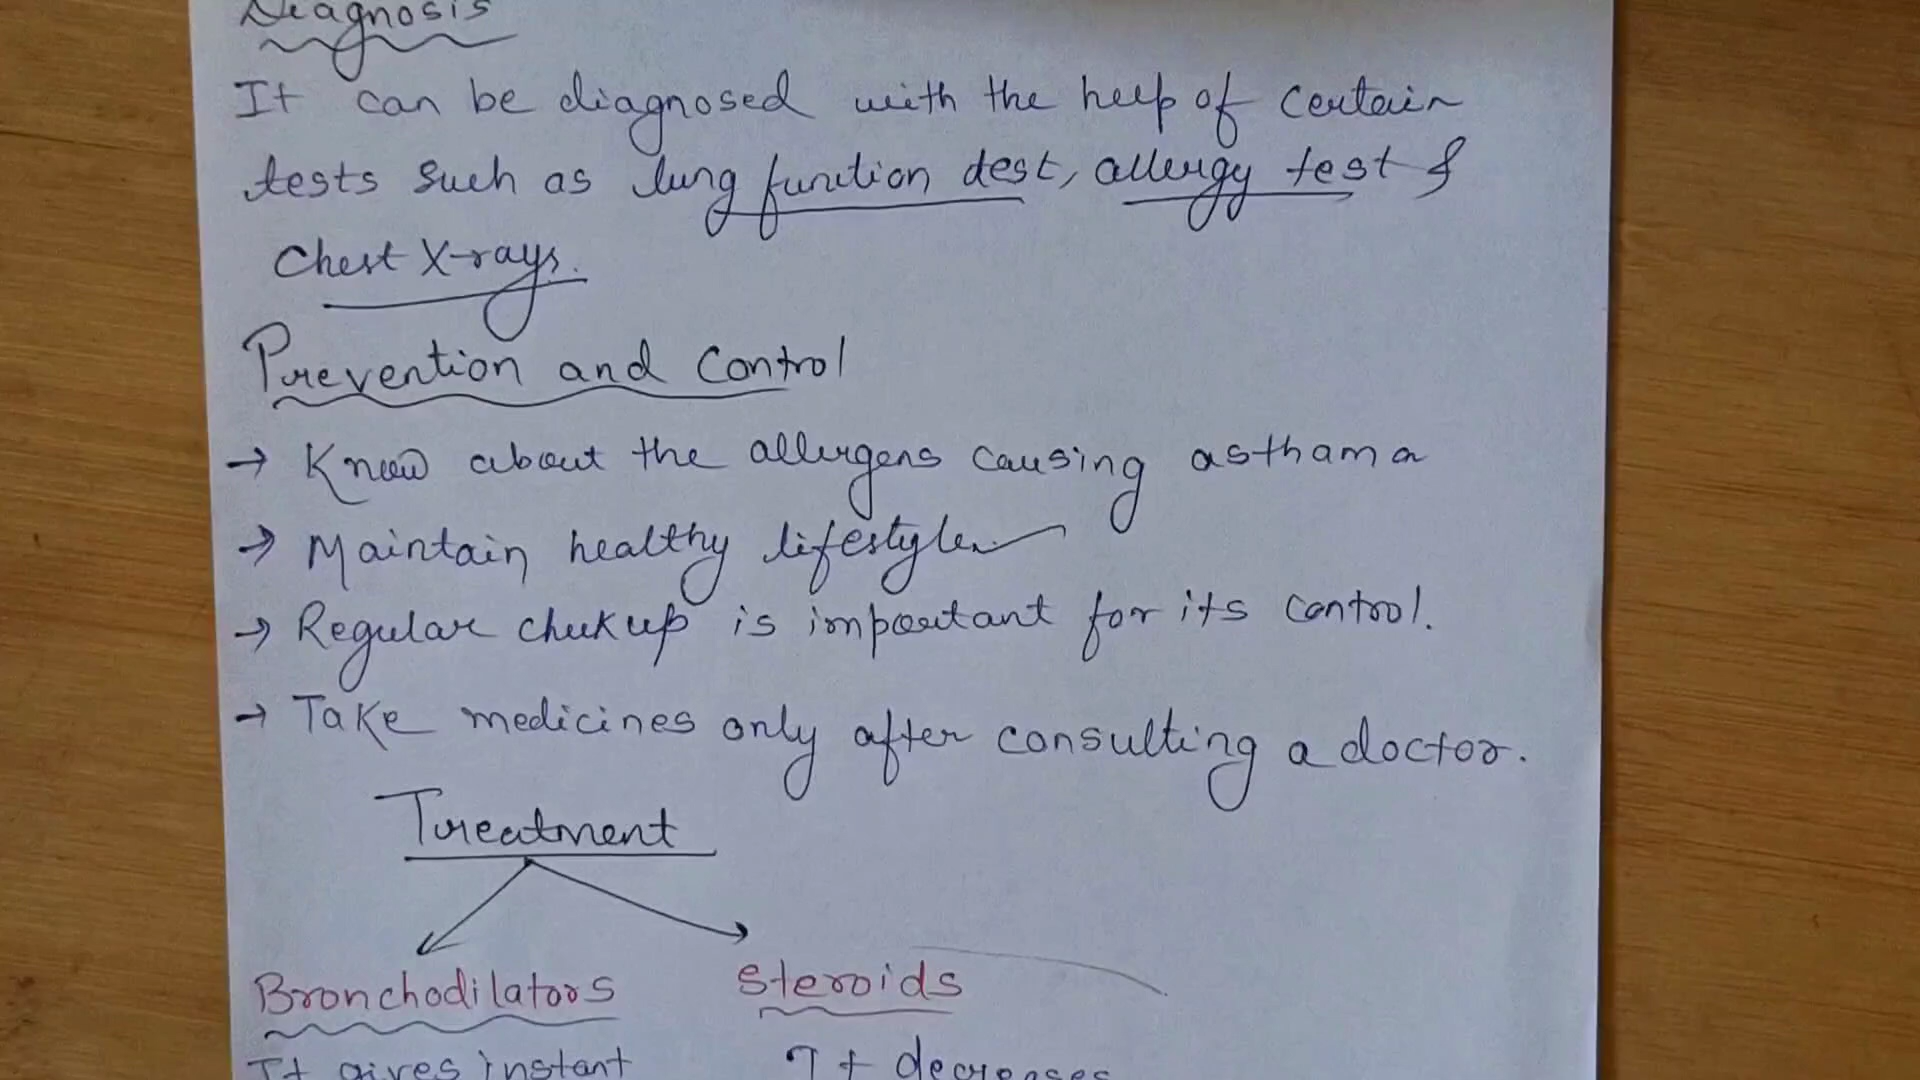 Diagnosis
It can be diagnosed with the help of certain
tests such as lung function dest, allergy test &
Chest X-rays.
Prevention and Control
→ Know about the allergens causing asthama
→ Maintain healthy lifestyle
→ Regular checkup is important for its control.
→ Take medicines only after consulting a doctor.
Treatment
Bronchodilators Steroids
It gives instant It decreases